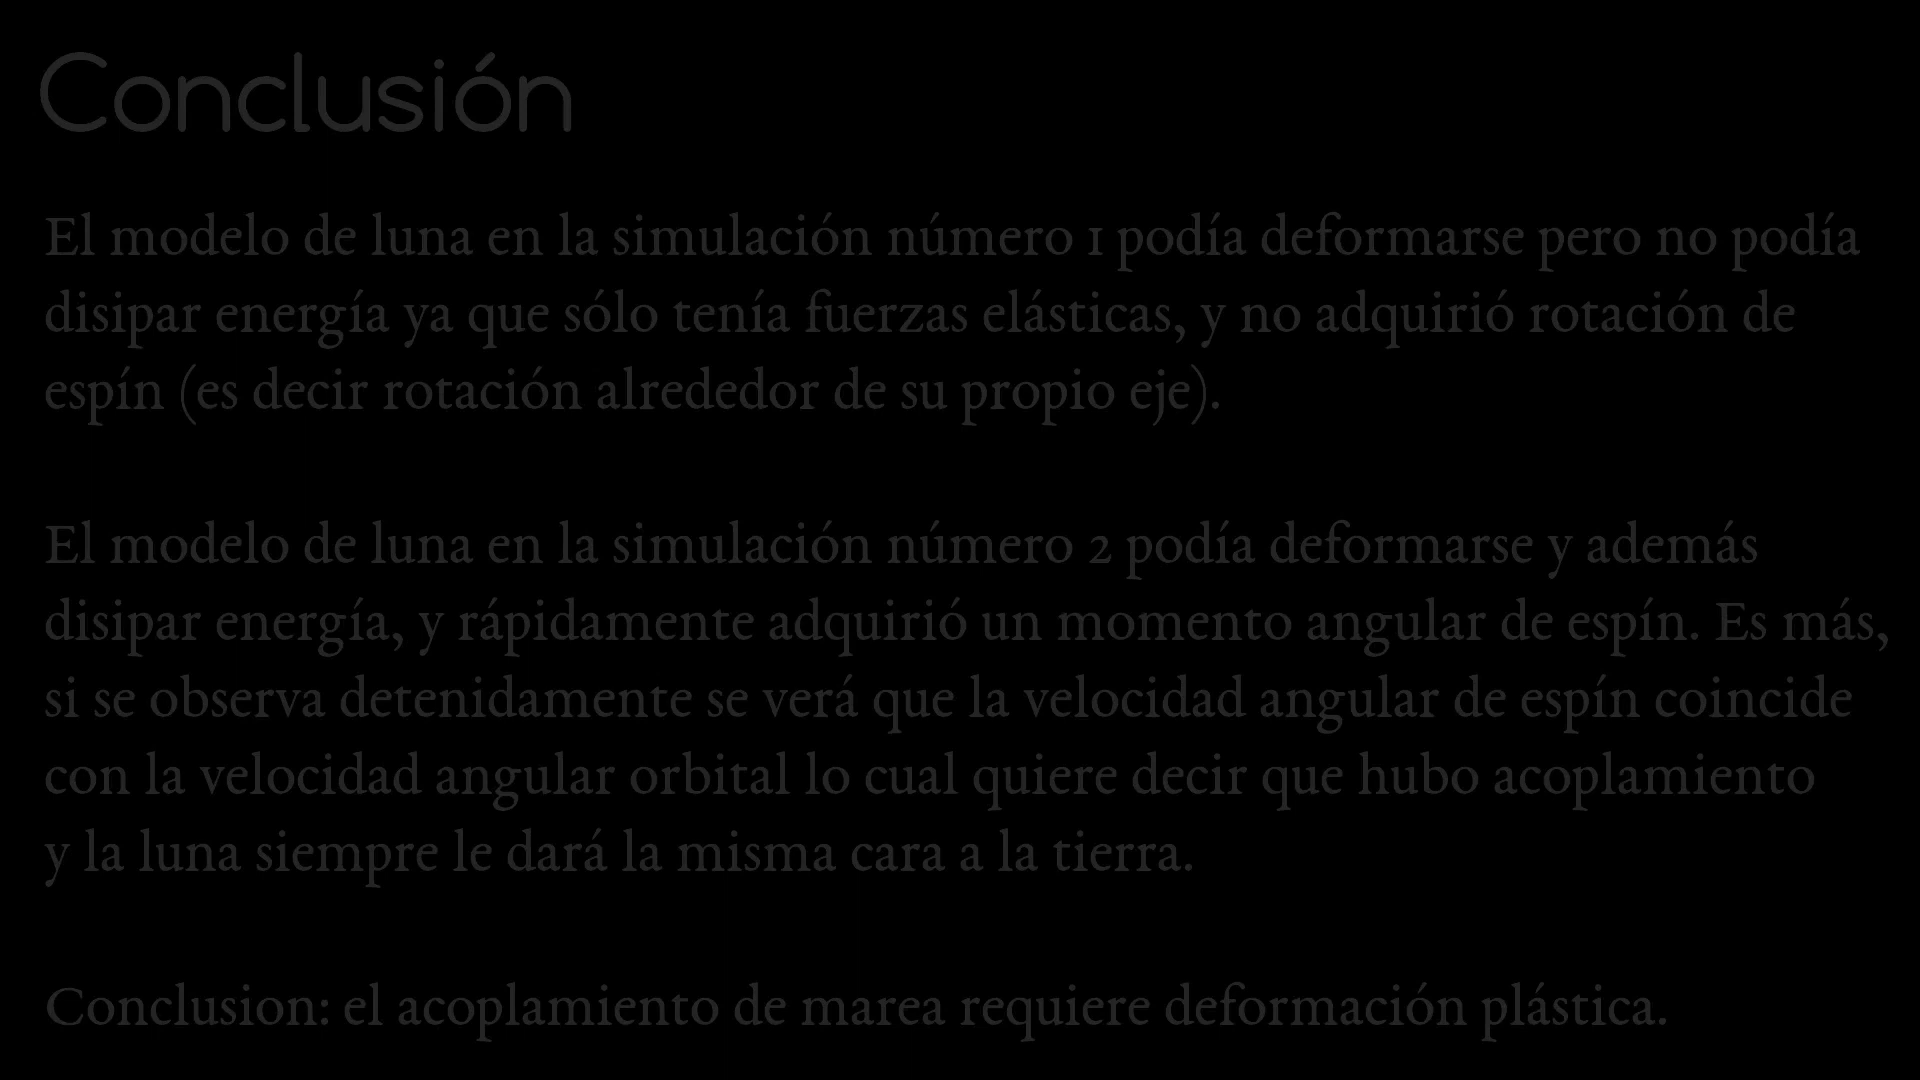 Conclusión
El modelo de luna en la simulación número 1 podía deformarse pero no podía
disipar energía ya que sólo tenía fuerzas elásticas, y no adquirió rotación de
espín (es decir rotación alrededor de su propio eje).
El modelo de luna en la simulación número 2 podía deformarse y además
disipar energía, y rápidamente adquirió un momento angular de espín. Es más,
si se observa detenidamente se verá que la velocidad angular de espín coincide
con la velocidad angular orbital lo cual quiere decir que hubo acoplamiento
y la luna siempre le dará la misma cara a la tierra.
Conclusion: el acoplamiento de marea requiere deformación plástica.